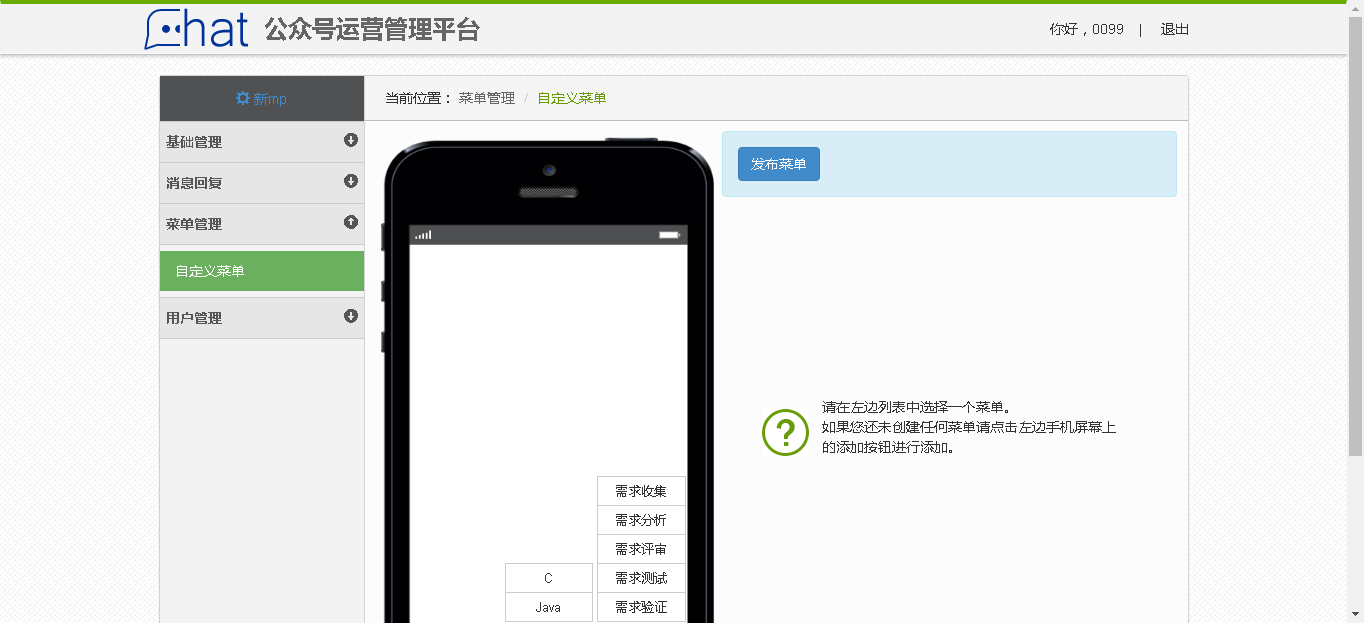 Chat 公众号运营管理平台
你好，0099 | 退出
新mp
当前位置： 菜单管理 / 自定义菜单
基础管理
消息回复
菜单管理
自定义菜单
用户管理
发布菜单
请在左边列表中选择一个菜单。
如果您还未创建任何菜单请点击左边手机屏幕上
的添加按钮进行添加。
需求收集
需求分析
需求评审
C 需求测试
Java 需求验证